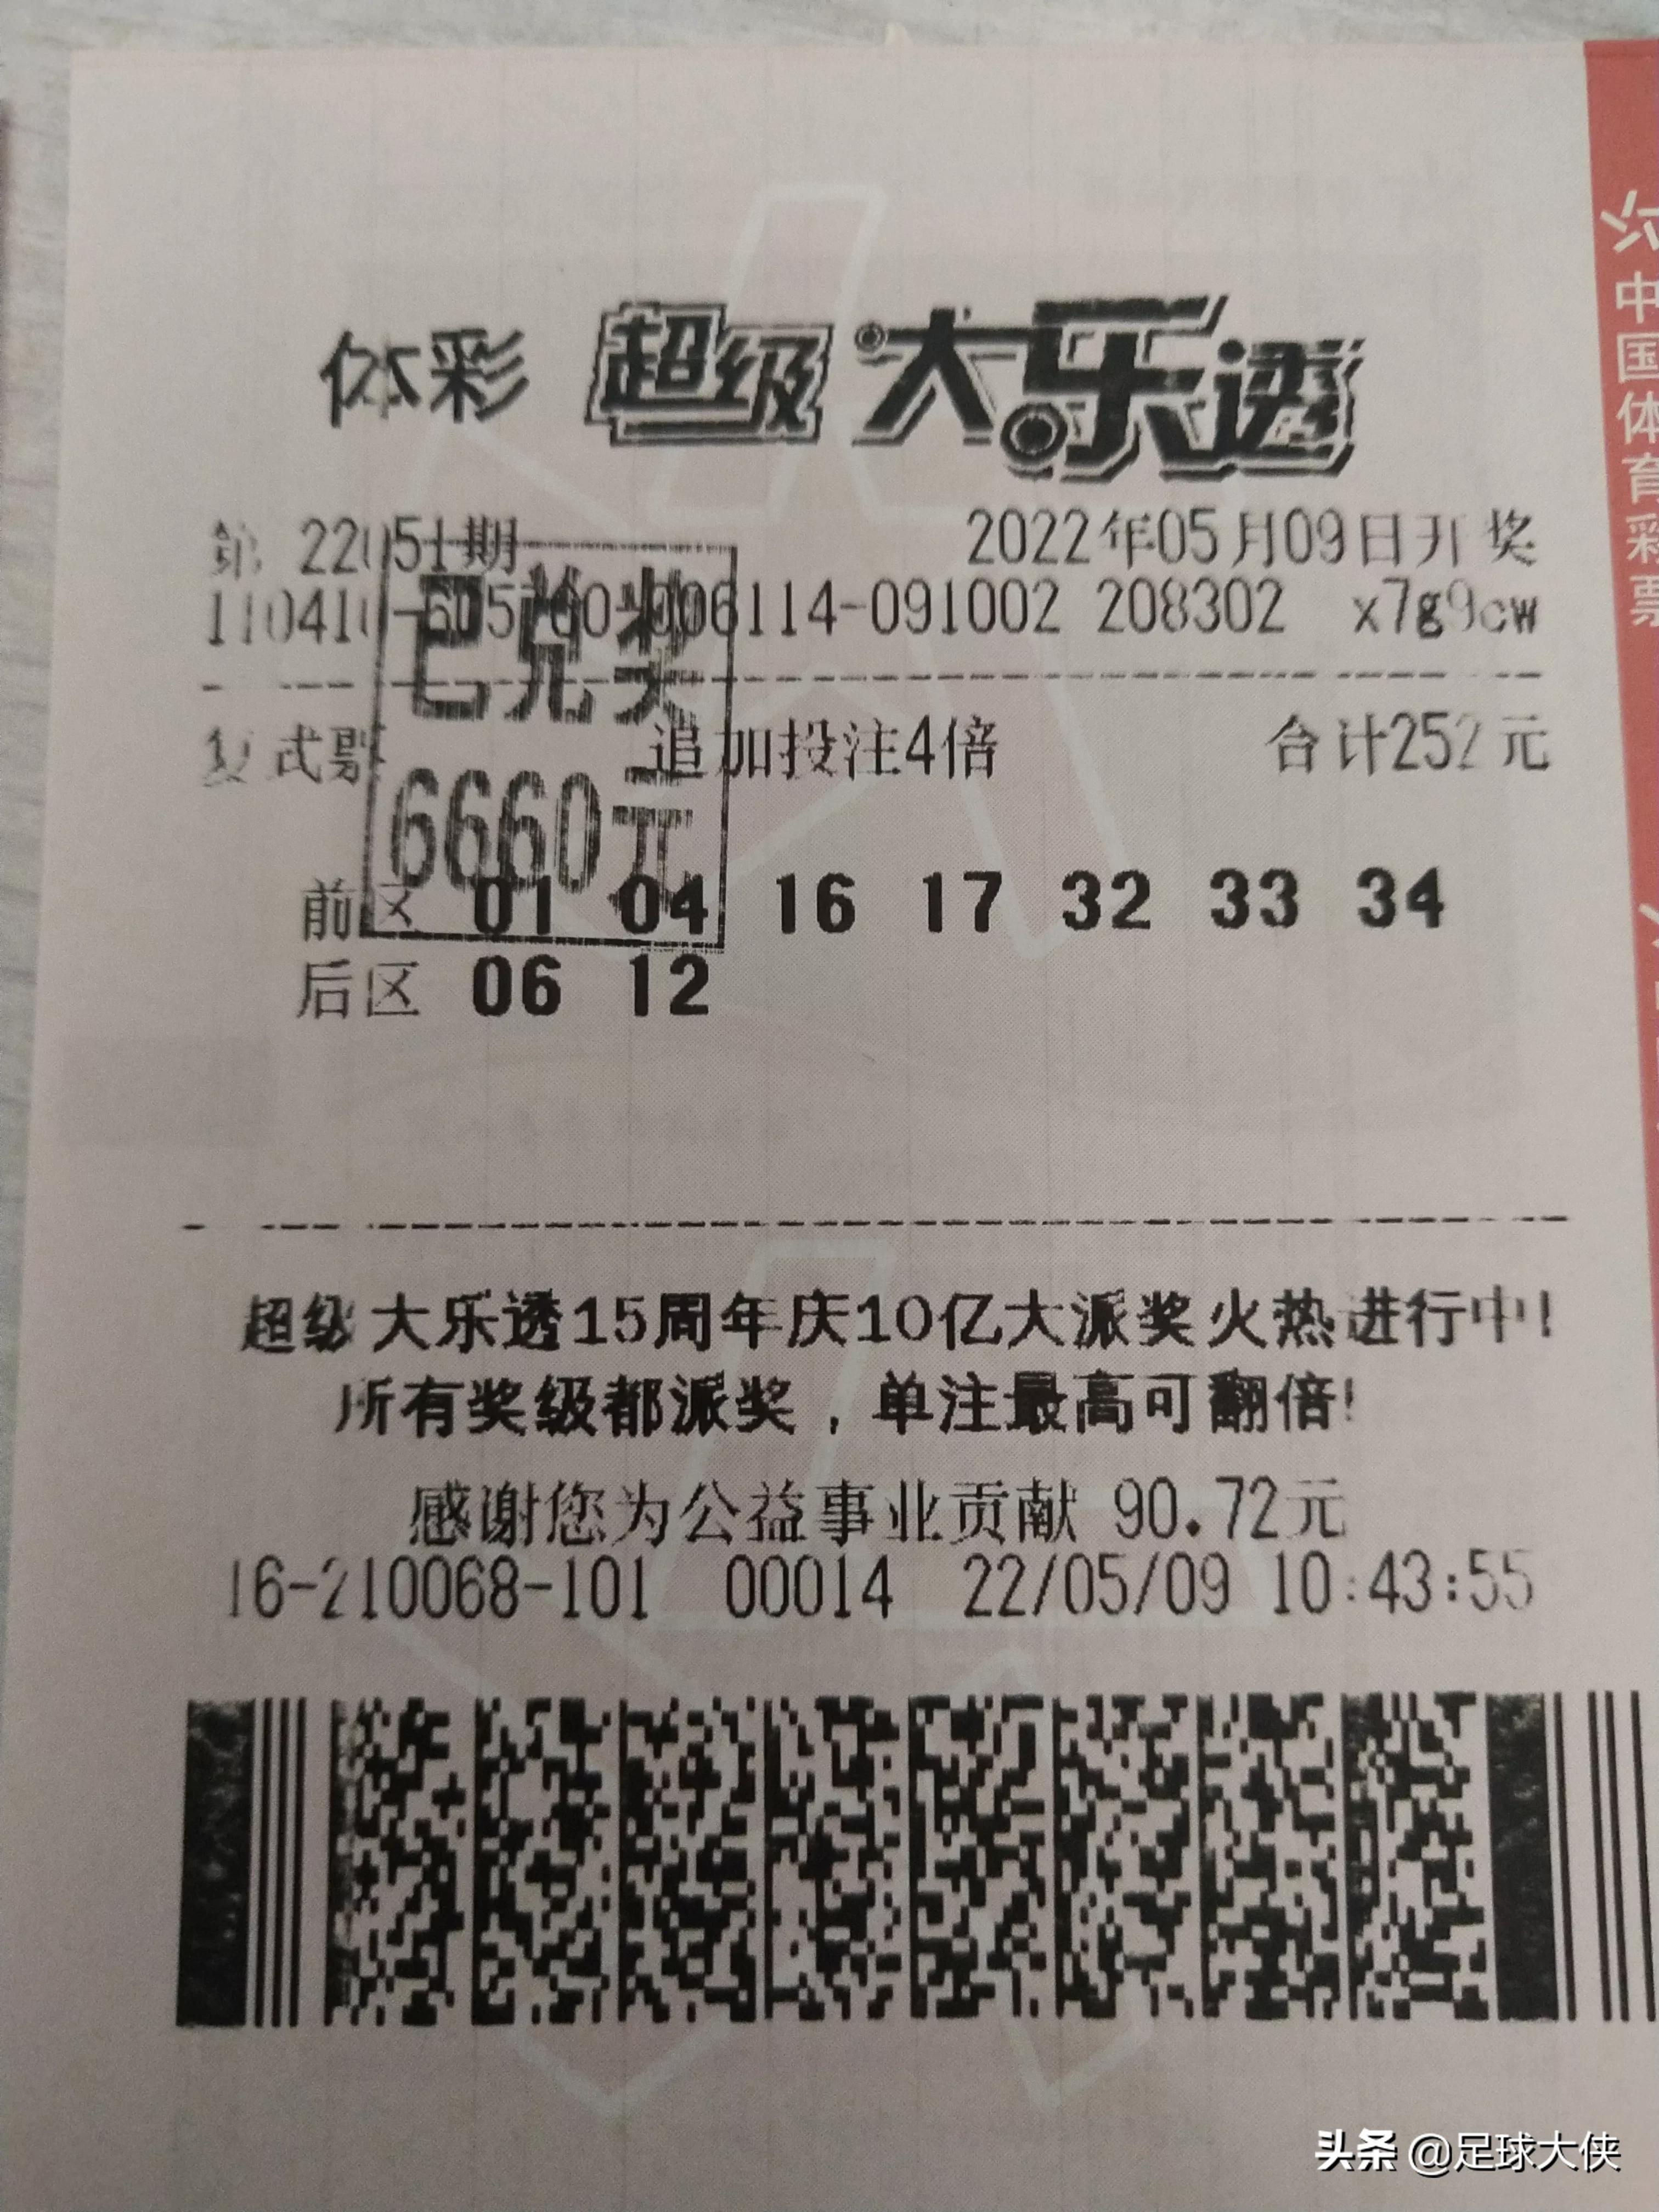 体彩 超级大乐透
第 22051期 2022年05月09日开奖
110410-605760-006114-091002 208302 x7g9cw
已兑奖
复式票 追加投注4倍 合计252元
6660元
前区 01 04 16 17 32 33 34
后区 06 12
超级大乐透15周年庆10亿大派奖火热进行中!
所有奖级都派奖，单注最高可翻倍!
感谢您为公益事业贡献 90.72元
16-210068-101 00014 22/05/09 10:43:55
中国体育彩票
头条 @足球大侠